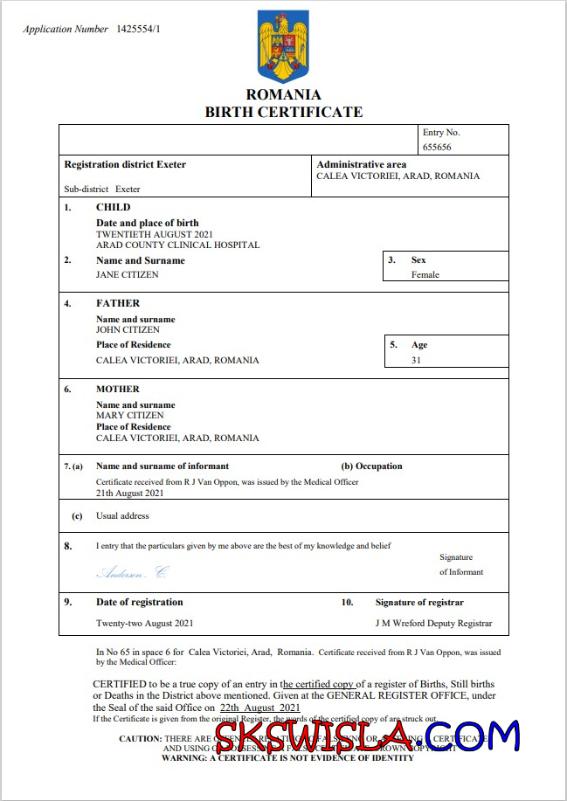 Application Number 1425554/1
ROMANIA
BIRTH CERTIFICATE
Entry No.
655656
Registration district Exeter
Sub-district Exeter
Administrative area
CALEA VICTORIEI, ARAD, ROMANIA
1. CHILD
Date and place of birth
TWENTIETH AUGUST 2021
ARAD COUNTY CLINICAL HOSPITAL
2. Name and Surname
JANE CITIZEN
3. Sex
Female
4. FATHER
Name and surname
JOHN CITIZEN
Place of Residence
CALEA VICTORIEI, ARAD, ROMANIA
5. Age
31
6. MOTHER
Name and surname
MARY CITIZEN
Place of Residence
CALEA VICTORIEI, ARAD, ROMANIA
7. (a) Name and surname of informant (b) Occupation
Certificate received from R J Van Oppon, was issued by the Medical Officer
21th August 2021
(c) Usual address
8. I entry that the particulars given by me above are the best of my knowledge and belief
Anderson . C
Signature
of Informant
9. Date of registration
Twenty-two August 2021
10. Signature of registrar
J M Wreford Deputy Registrar
In No 65 in space 6 for Calea Victoriei, Arad, Romania. Certificate received from R J Van Oppon, was issued
by the Medical Officer:
CERTIFIED to be a true copy of an entry in the certified copy of a register of Births, Still births
or Deaths in the District above mentioned. Given at the GENERAL REGISTER OFFICE, under
the Seal of the said Office on 22th August 2021
If the Certificate is given from the original Register, the words of the certified copy of are struck out.
SKSWISLA.COM
CAUTION: THERE ARE
AND USING
WARNING: A CERTIFICATE IS NOT EVIDENCE OF IDENTITY